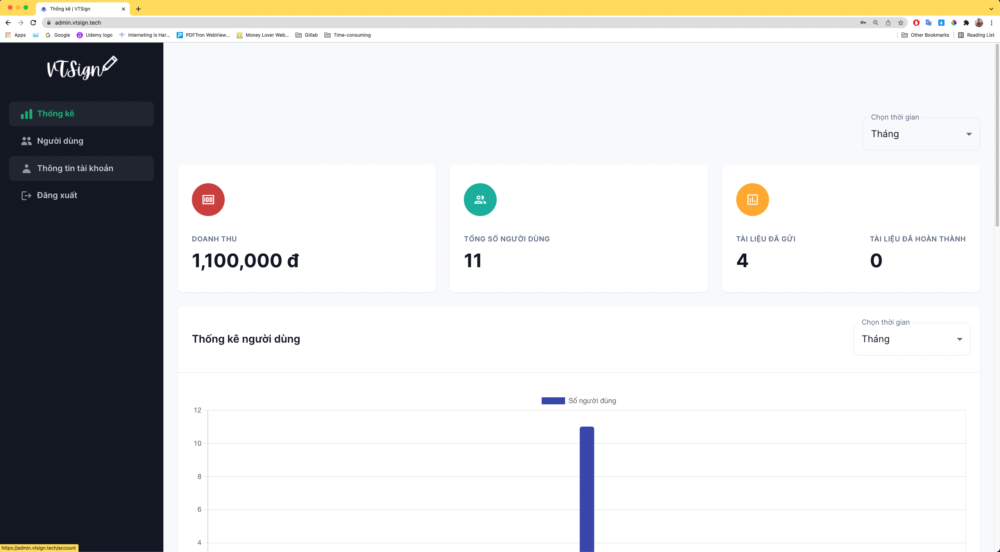 Thống kê | VTSign
admin.vtsign.tech
Apps
TIKI
Google
Udemy logo
Interneting Is Har...
PDFTron WebView...
Money Lover Web...
Gitlab
Time-consuming
Other Bookmarks
Reading List
VTSign
Thống kê
Người dùng
Thông tin tài khoản
Đăng xuất
Chọn thời gian
Tháng
100
DOANH THU
1,100,000 đ
TỔNG SỐ NGƯỜI DÙNG
11
TÀI LIỆU ĐÃ GỬI
4
TÀI LIỆU ĐÃ HOÀN THÀNH
0
Thống kê người dùng
Chọn thời gian
Tháng
Số người đùng
12
10
8
6
4
https://admin.vtsign.tech/account